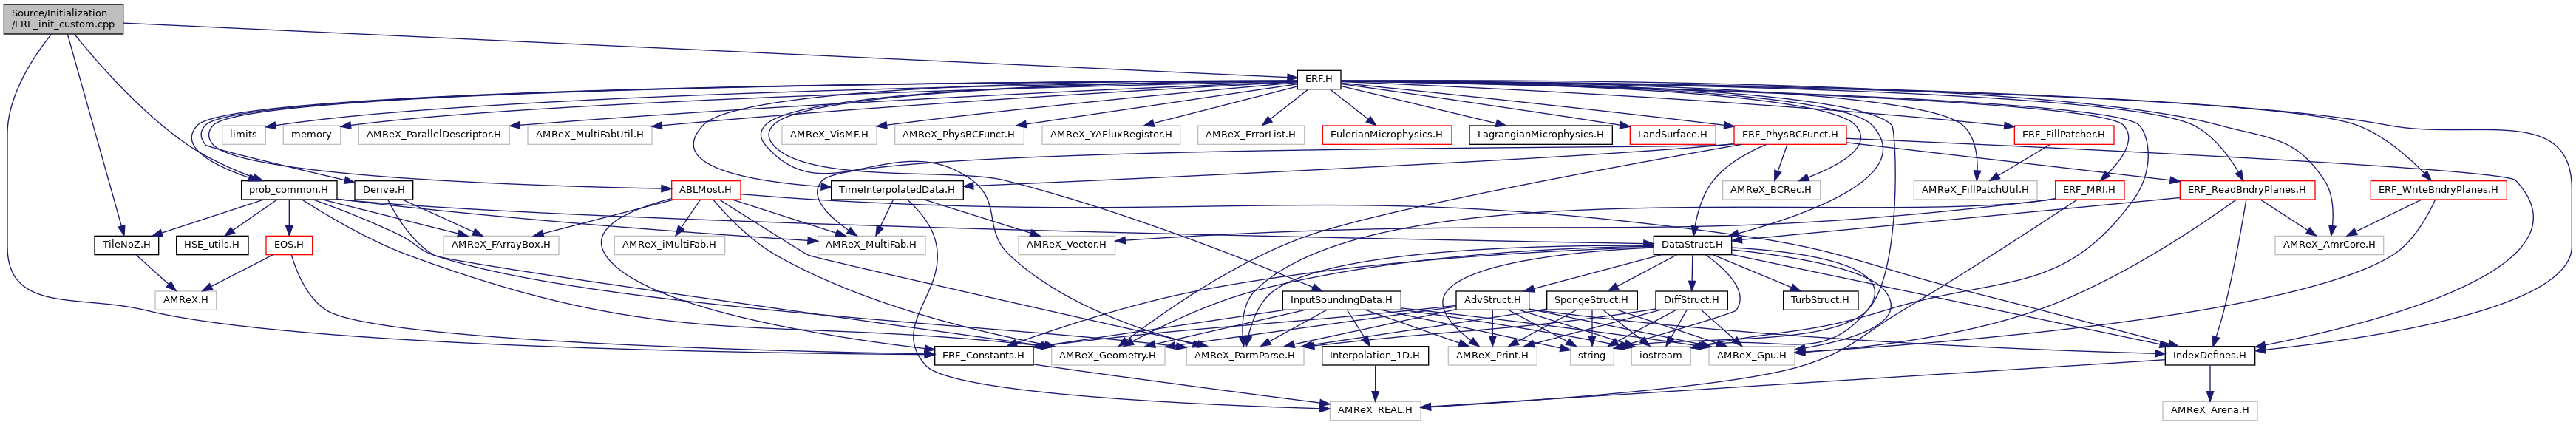 Source/Initialization
/ERF_init_custom.cpp
ERF.H
limits
memory
AMReX_ParallelDescriptor.H
AMReX_MultiFabUtil.H
AMReX_VisMF.H
AMReX_PhysBCFunct.H
AMReX_YAFluxRegister.H
AMReX_ErrorList.H
EulerianMicrophysics.H
LagrangianMicrophysics.H
LandSurface.H
ERF_PhysBCFunct.H
ERF_FillPatcher.H
prob_common.H
Derive.H
ABLMost.H
TimeInterpolatedData.H
AMReX_BCRec.H
AMReX_FillPatchUtil.H
ERF_MRI.H
ERF_ReadBndryPlanes.H
ERF_WriteBndryPlanes.H
TileNoZ.H
HSE_utils.H
EOS.H
AMReX_FArrayBox.H
AMReX_iMultiFab.H
AMReX_MultiFab.H
AMReX_Vector.H
DataStruct.H
AMReX_AmrCore.H
AMReX.H
InputSoundingData.H
AdvStruct.H
SpongeStruct.H
DiffStruct.H
TurbStruct.H
ERF_Constants.H
AMReX_Geometry.H
AMReX_ParmParse.H
Interpolation_1D.H
AMReX_Print.H
string
iostream
AMReX_Gpu.H
IndexDefines.H
AMReX_REAL.H
AMReX_Arena.H